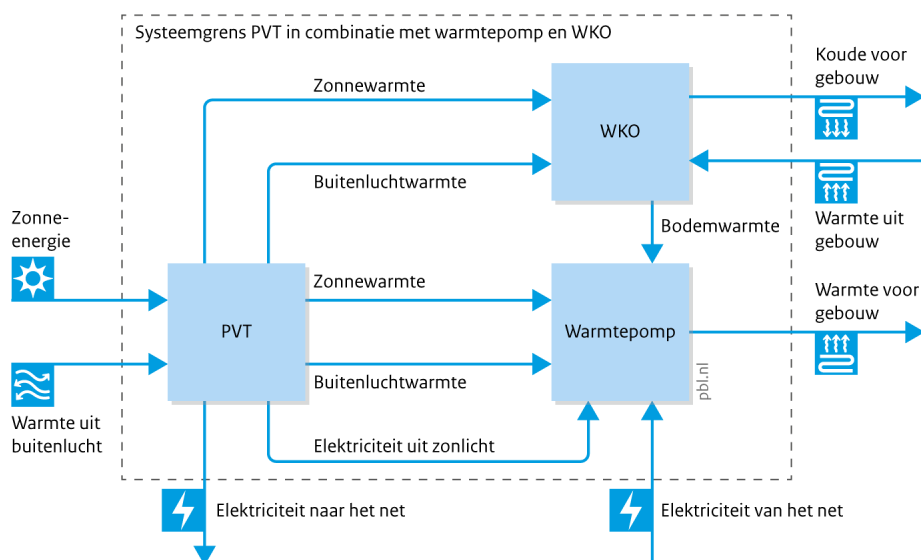 Systeemgrens PVT in combinatie met warmtepomp en WKO
Koude voor
gebouw
Zonnewarmte
WKO
Buitenluchtwarmte
Warmte uit
gebouw
Zonne-
energie
Bodemwarmte
Zonnewarmte
Warmte voor
gebouw
PVT
Warmtepomp
Buitenluchtwarmte
pbl.nl
Warmte uit
buitenlucht
Elektriciteit uit zonlicht
Elektriciteit naar het net
Elektriciteit van het net